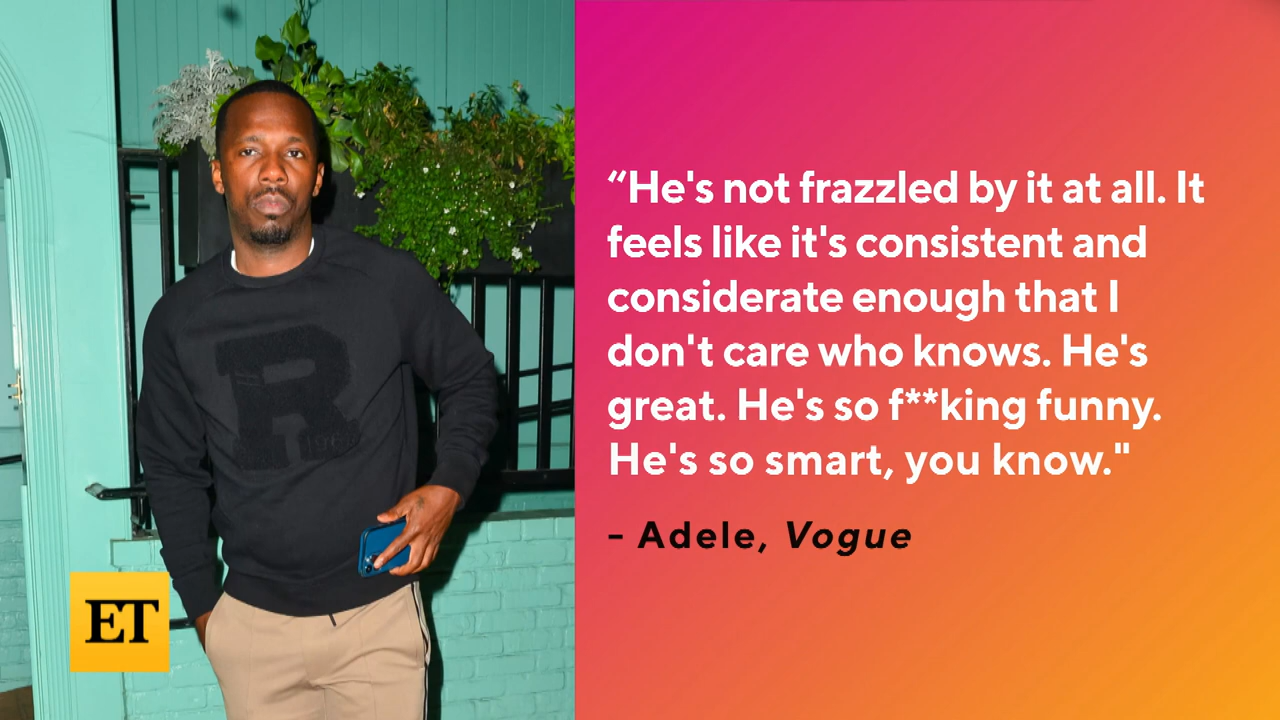 R
1969
ET
“He's not frazzled by it at all. It
feels like it's consistent and
considerate enough that I
don't care who knows. He's
great. He's so f**king funny.
He's so smart, you know."
- Adele, Vogue